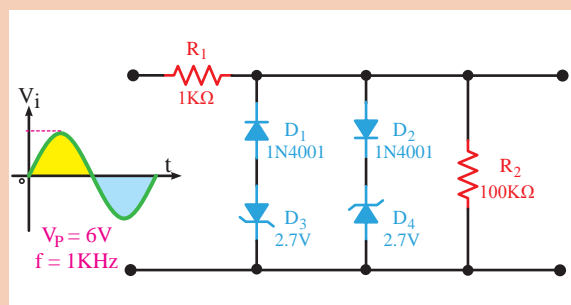 R1
1KΩ
Vi
t
o
VP = 6V
f = 1KHz
D1
1N4001
D3
2.7V
D2
1N4001
D4
2.7V
R2
100KΩ